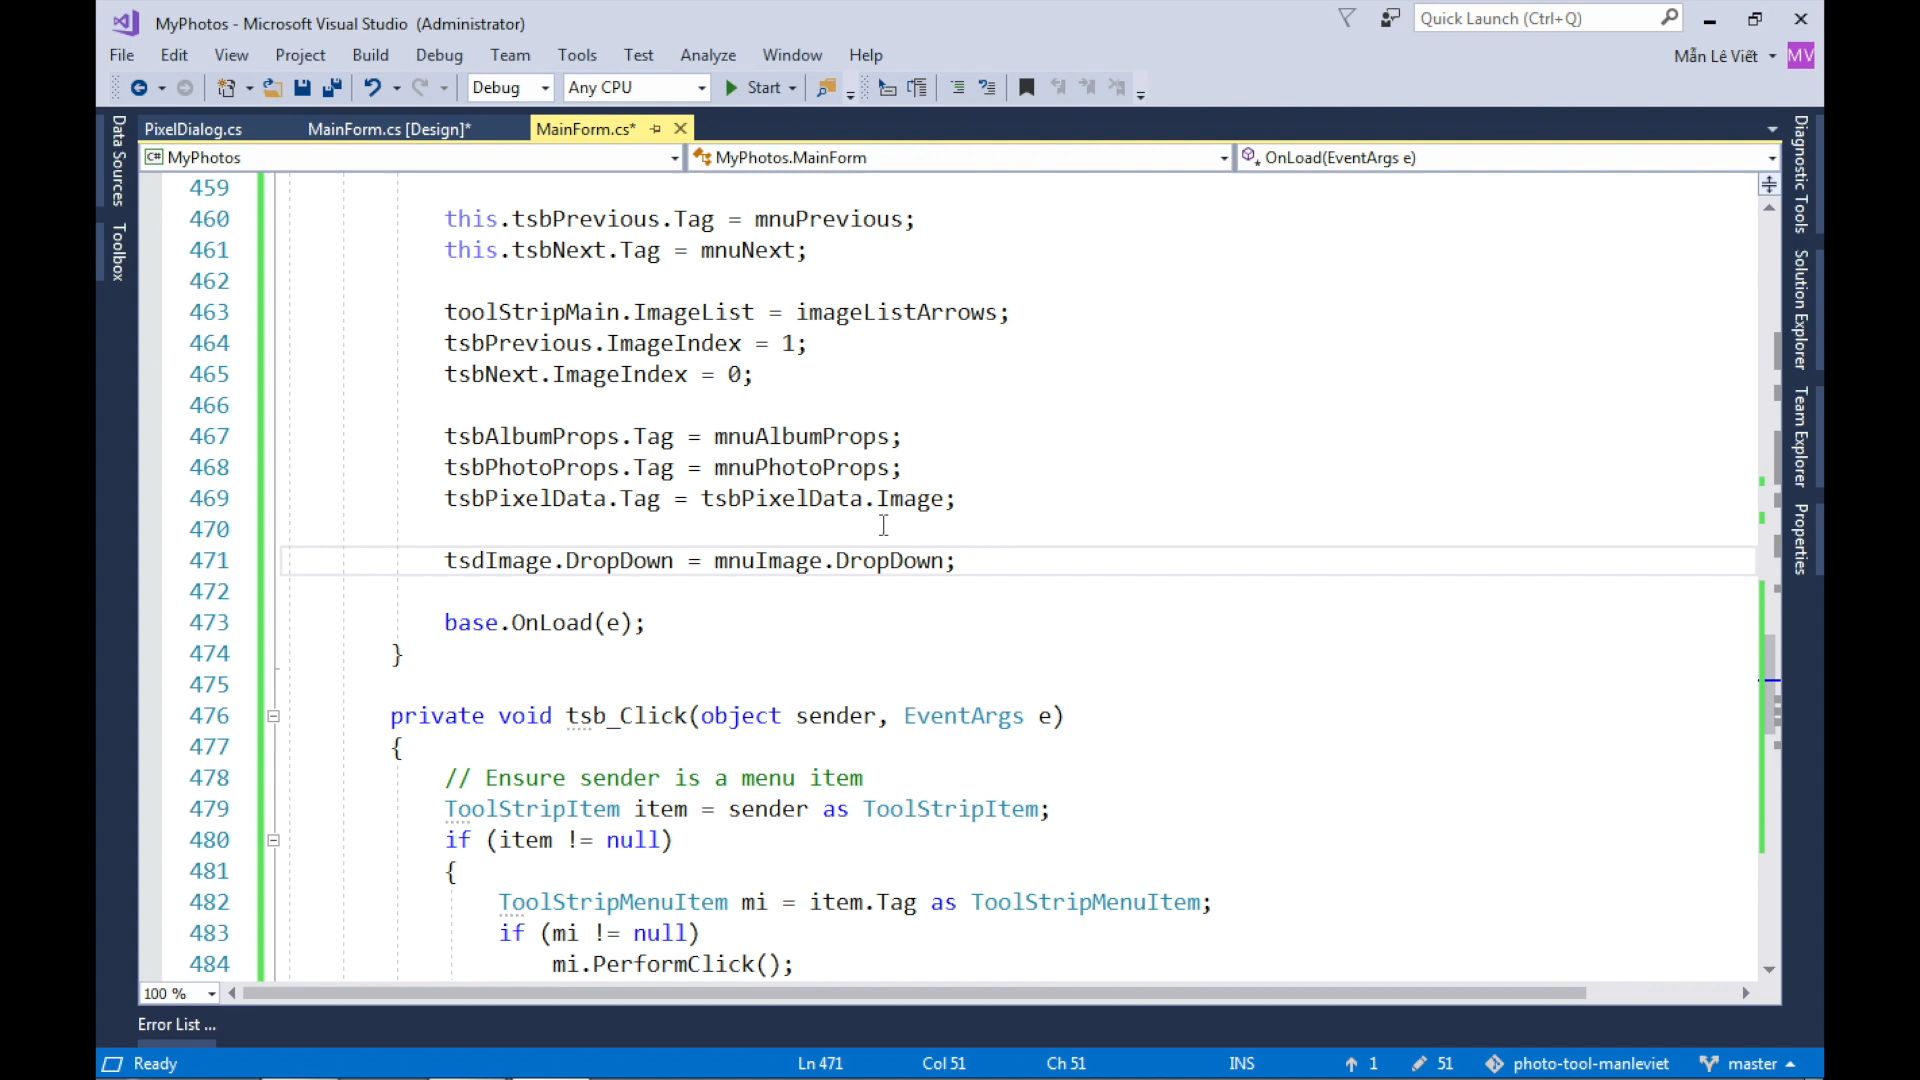 MyPhotos - Microsoft Visual Studio (Administrator)
Quick Launch (Ctrl+Q)
File Edit View Project Build Debug Team Tools Test Analyze Window Help
Mẫn Lê Viết MV
Debug Any CPU Start
PixelDialog.cs MainForm.cs [Design]* MainForm.cs*
C# MyPhotos MyPhotos.MainForm OnLoad(EventArgs e)
Data Sources
Toolbox
Diagnostic Tools
Solution Explorer
Team Explorer
Properties
459
460 this.tsbPrevious.Tag = mnuPrevious;
461 this.tsbNext.Tag = mnuNext;
462
463 toolStripMain.ImageList = imageListArrows;
464 tsbPrevious.ImageIndex = 1;
465 tsbNext.ImageIndex = 0;
466
467 tsbAlbumProps.Tag = mnuAlbumProps;
468 tsbPhotoProps.Tag = mnuPhotoProps;
469 tsbPixelData.Tag = tsbPixelData.Image;
470
471 tsdImage.DropDown = mnuImage.DropDown;
472
473 base.OnLoad(e);
474 }
475
476 private void tsb_Click(object sender, EventArgs e)
477 {
478 // Ensure sender is a menu item
479 ToolStripItem item = sender as ToolStripItem;
480 if (item != null)
481 {
482 ToolStripMenuItem mi = item.Tag as ToolStripMenuItem;
483 if (mi != null)
484 mi.PerformClick();
100 %
Error List ...
Ready Ln 471 Col 51 Ch 51 INS 1 51 photo-tool-manleviet master